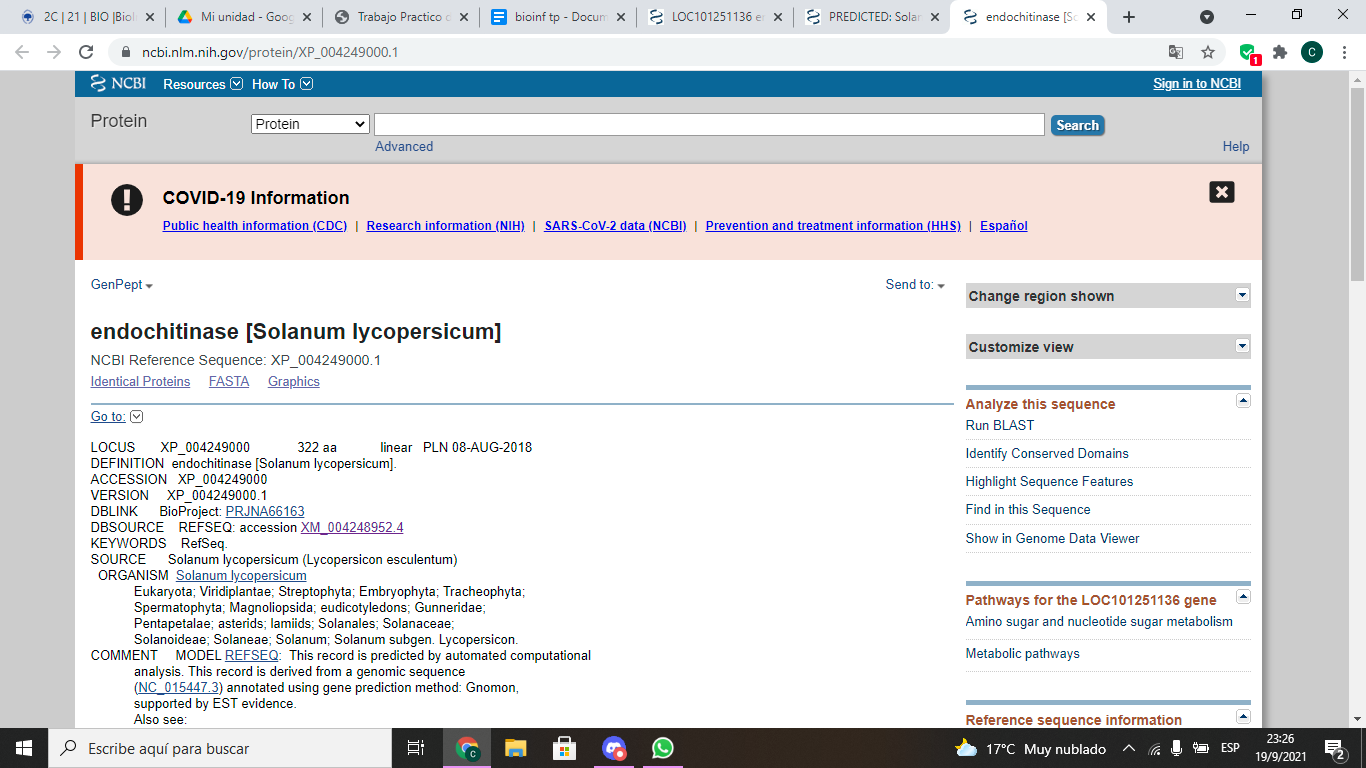 2C | 21 | BIO |Biol
Mi unidad - Goog
Trabajo Practico c
bioinf tp - Docum
LOC101251136 e
PREDICTED: Solan
endochitinase [So
ncbi.nlm.nih.gov/protein/XP_004249000.1
1
C
NCBI Resources How To Sign in to NCBI
Protein
Protein
Search
Advanced
Help
COVID-19 Information
Public health information (CDC) | Research information (NIH) | SARS-CoV-2 data (NCBI) | Prevention and treatment information (HHS) | Español
GenPept
Send to:
Change region shown
endochitinase [Solanum lycopersicum]
Customize view
NCBI Reference Sequence: XP_004249000.1
Identical Proteins FASTA Graphics
Go to:
Analyze this sequence
Run BLAST
Identify Conserved Domains
Highlight Sequence Features
Find in this Sequence
Show in Genome Data Viewer
LOCUS XP_004249000 322 aa linear PLN 08-AUG-2018
DEFINITION endochitinase [Solanum lycopersicum].
ACCESSION XP_004249000
VERSION XP_004249000.1
DBLINK BioProject: PRJNA66163
DBSOURCE REFSEQ: accession XM_004248952.4
KEYWORDS RefSeq.
SOURCE Solanum lycopersicum (Lycopersicon esculentum)
ORGANISM Solanum lycopersicum
Eukaryota; Viridiplantae; Streptophyta; Embryophyta; Tracheophyta;
Spermatophyta; Magnoliopsida; eudicotyledons; Gunneridae;
Pentapetalae; asterids; lamiids; Solanales; Solanaceae;
Solanoideae; Solaneae; Solanum; Solanum subgen. Lycopersicon.
COMMENT MODEL REFSEQ: This record is predicted by automated computational
analysis. This record is derived from a genomic sequence
(NC_015447.3) annotated using gene prediction method: Gnomon,
supported by EST evidence.
Also see:
Pathways for the LOC101251136 gene
Amino sugar and nucleotide sugar metabolism
Metabolic pathways
Reference sequence information
Escribe aquí para buscar
C
17°C Muy nublado
ESP
23:26
19/9/2021
2